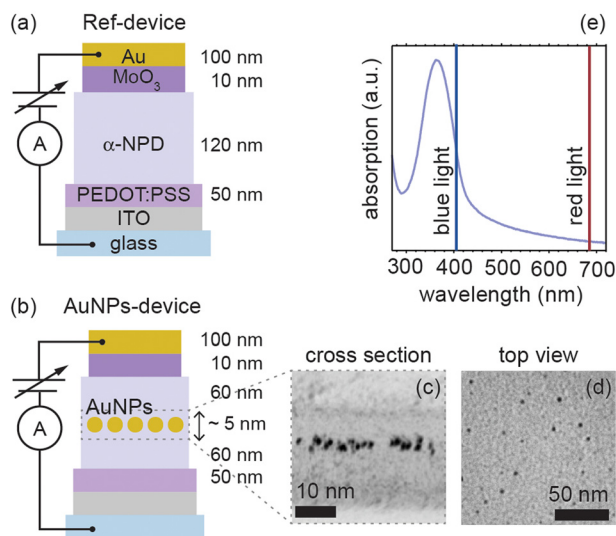 (a)
Ref-device
Au
100 nm
MoO₃
10 nm
α-NPD
120 nm
A
PEDOT:PSS
50 nm
ITO
glass
(e)
absorption (a.u.)
blue light
red light
300 400 500 600 700
wavelength (nm)
(b)
AuNPs-device
100 nm
10 nm
60 nm
AuNPs
~ 5 nm
A
60 nm
50 nm
cross section
(c)
10 nm
top view
(d)
50 nm